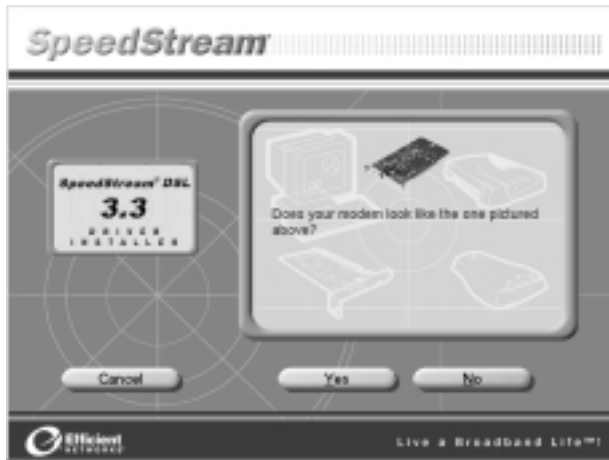 SpeedStream
SpeedStream® DSL
3.3
DRIVER
INSTALLER
Does your modem look like the one pictured
above?
Cancel
Yes
No
Efficient
NETWORKS
Live a Broadband Life℠!